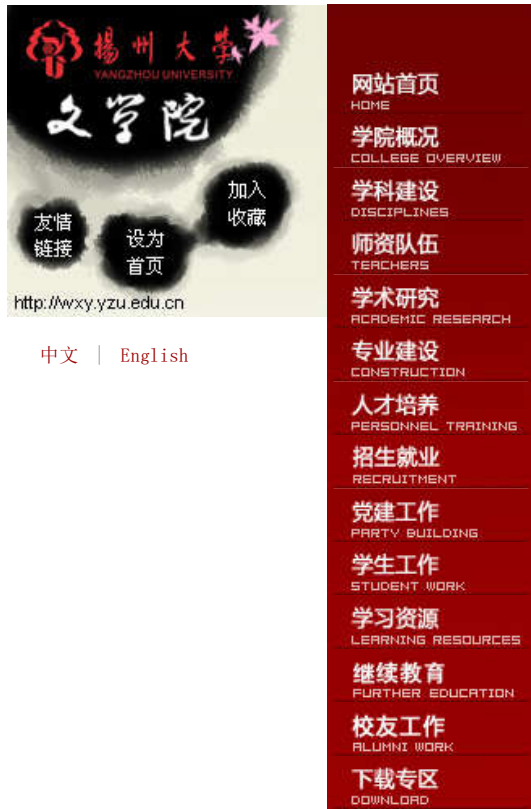 揚州大學
YANGZHOU UNIVERSITY
文学院
加入
收藏
友情
链接
设为
首页
http://wxy.yzu.edu.cn
中文 | English
网站首页
HOME
学院概况
COLLEGE OVERVIEW
学科建设
DISCIPLINES
师资队伍
TEACHERS
学术研究
ACADEMIC RESEARCH
专业建设
CONSTRUCTION
人才培养
PERSONNEL TRAINING
招生就业
RECRUITMENT
党建工作
PARTY BUILDING
学生工作
STUDENT WORK
学习资源
LEARNING RESOURCES
继续教育
FURTHER EDUCATION
校友工作
ALUMNI WORK
下载专区
DOWNLOAD